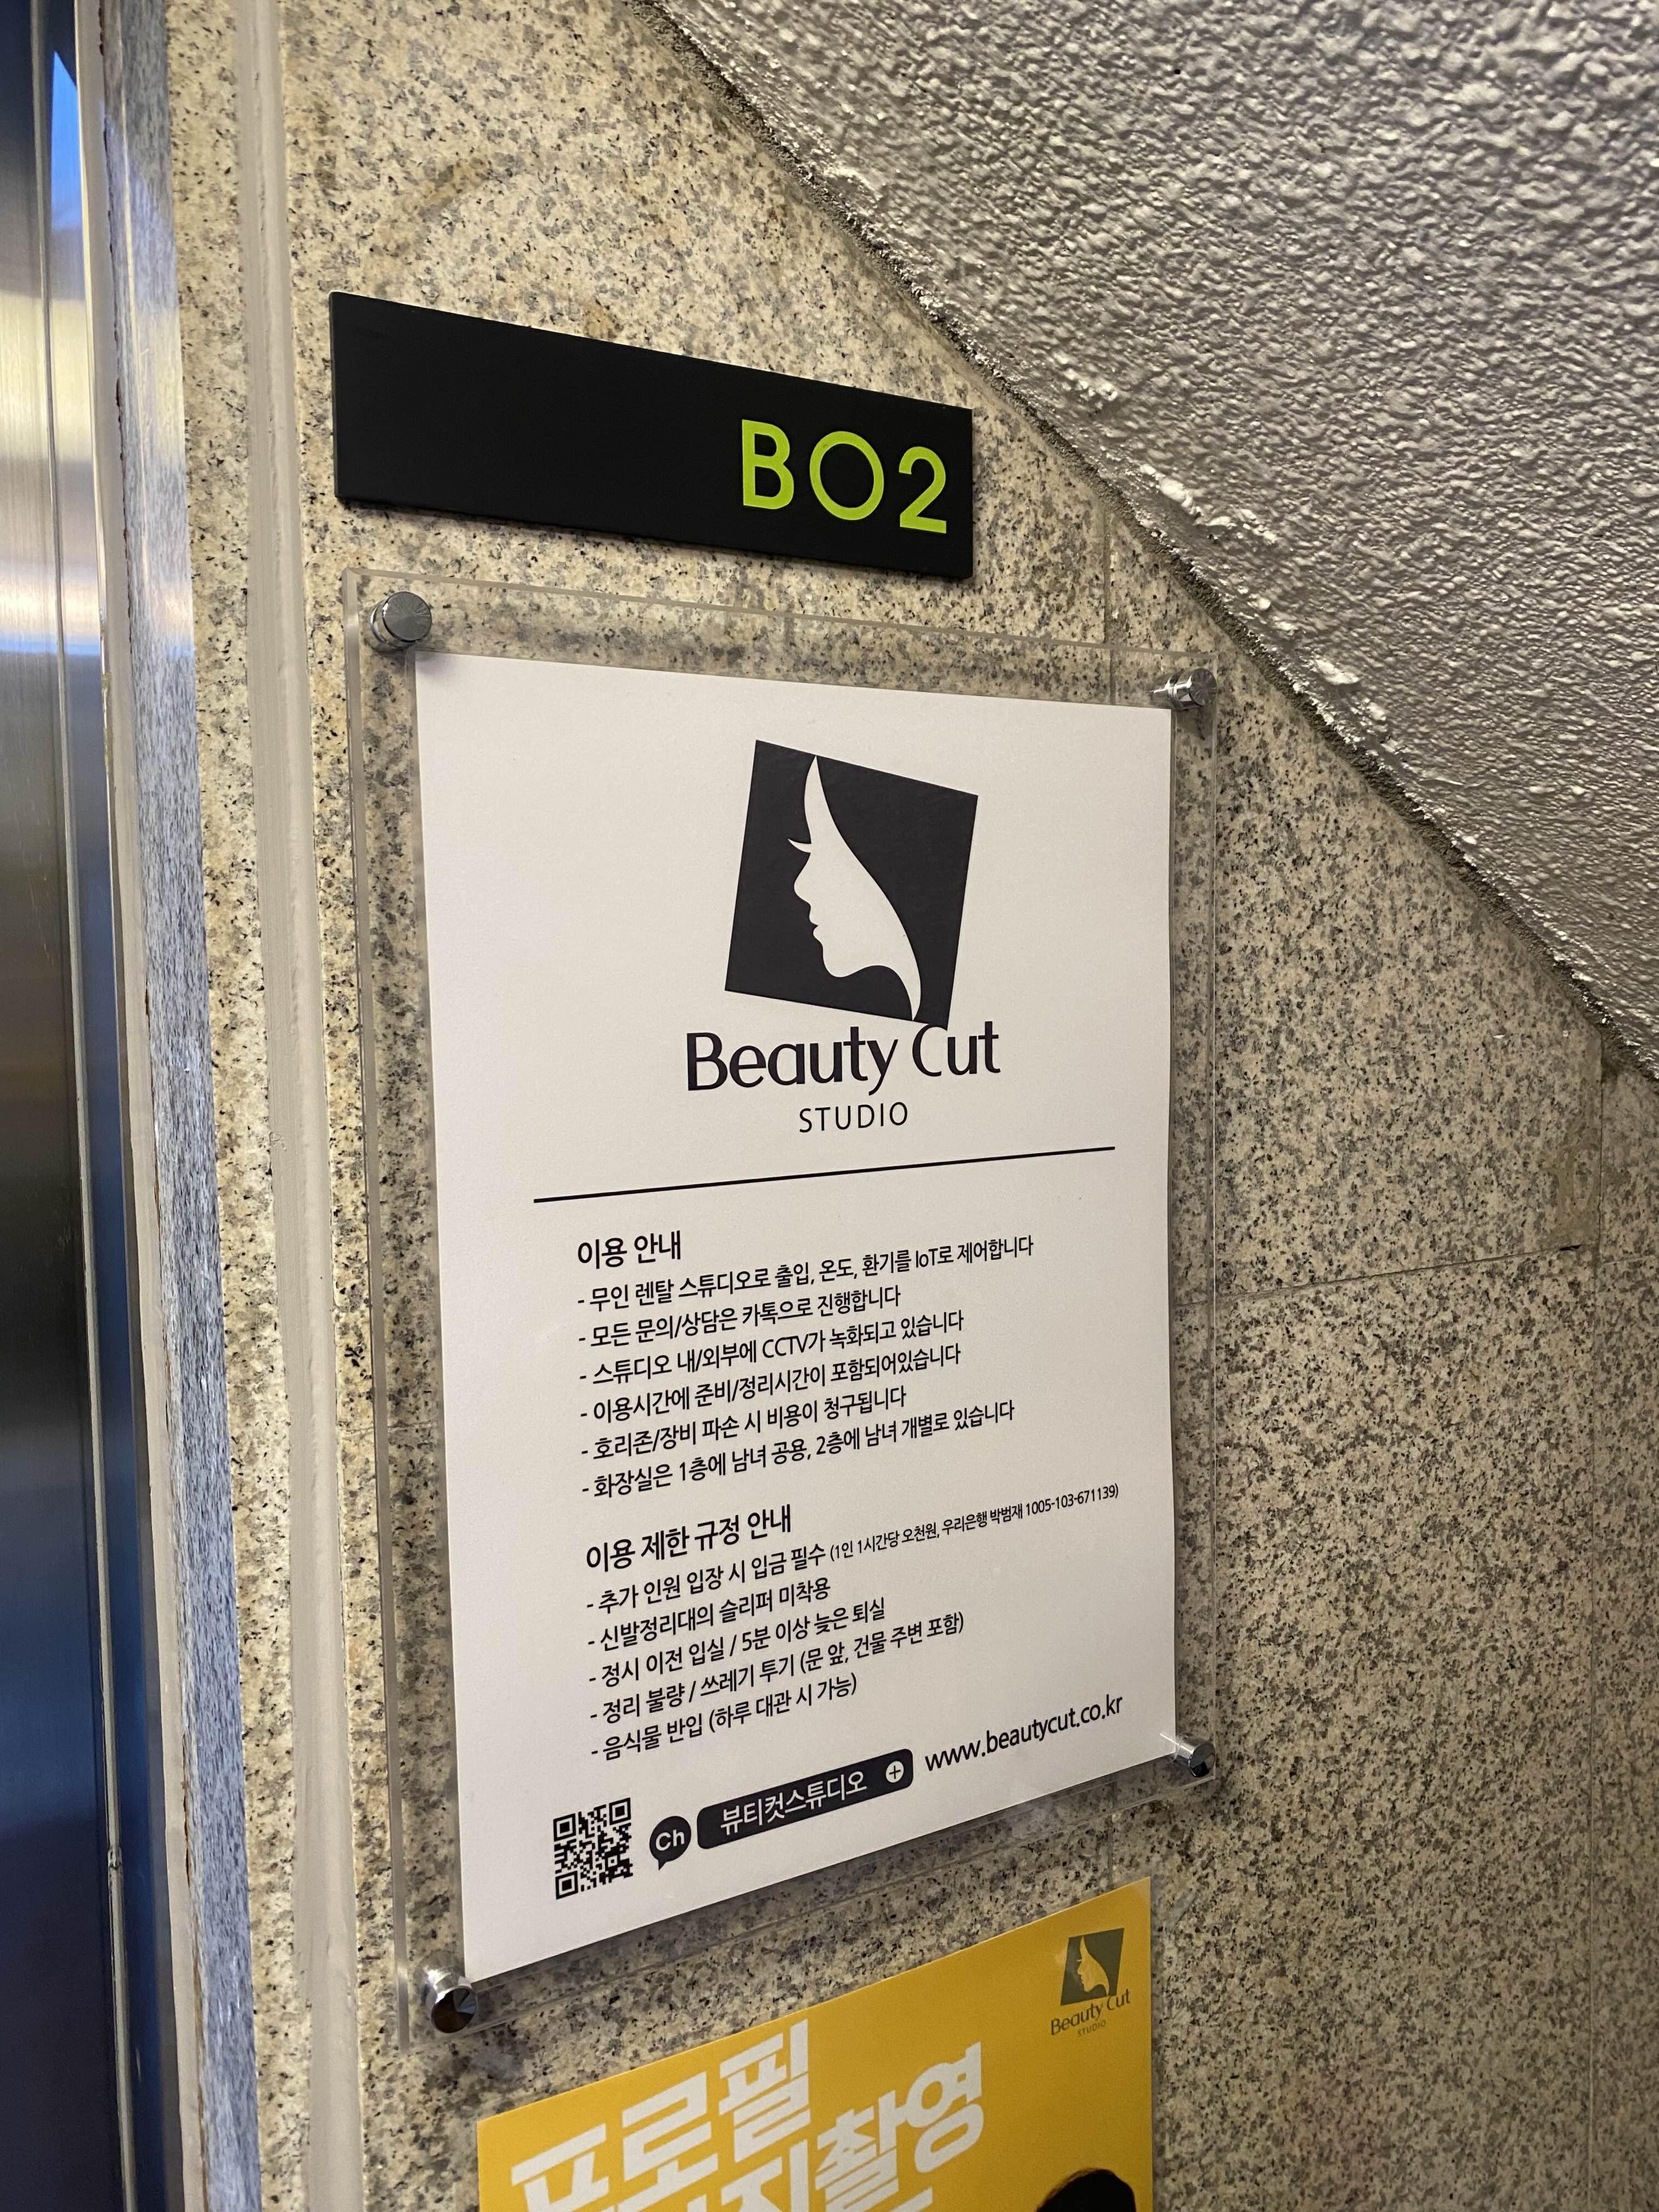 BO2
Beauty Cut
STUDIO
이용 안내
- 무인 렌탈 스튜디오로 출입, 온도, 환기를 IoT로 제어합니다
- 모든 문의/상담은 카톡으로 진행합니다
- 스튜디오 내/외부에 CCTV가 녹화되고 있습니다
- 이용시간에 준비/정리시간이 포함되어있습니다
- 호리존/장비 파손 시 비용이 청구됩니다
- 화장실은 1층에 남녀 공용, 2층에 남녀 개별로 있습니다
이용 제한 규정 안내
- 추가 인원 입장 시 입금 필수 (1인 1시간당 오천원, 우리은행 박범재 1005-103-671139)
- 신발정리대의 슬리퍼 미착용
- 정시 이전 입실 / 5분 이상 늦은 퇴실
- 정리 불량 / 쓰레기 투기 (문 앞, 건물 주변 포함)
- 음식물 반입 (하루 대관 시 가능)
Ch 뷰티컷스튜디오 + www.beautycut.co.kr
Beauty Cut
STUDIO
프로필